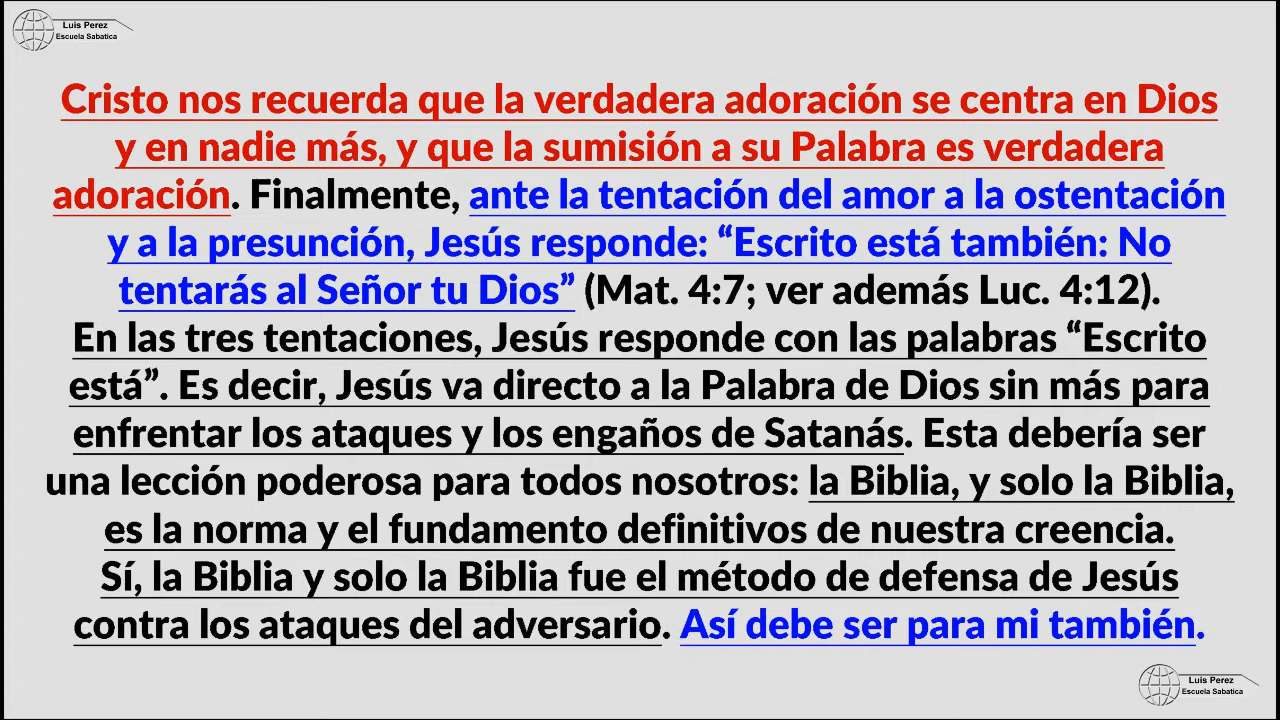 Luis Perez
Escuela Sabatica
Cristo nos recuerda que la verdadera adoración se centra en Dios
y en nadie más, y que la sumisión a su Palabra es verdadera
adoración. Finalmente, ante la tentación del amor a la ostentación
y a la presunción, Jesús responde: “Escrito está también: No
tentarás al Señor tu Dios” (Mat. 4:7; ver además Luc. 4:12).
En las tres tentaciones, Jesús responde con las palabras “Escrito
está”. Es decir, Jesús va directo a la Palabra de Dios sin más para
enfrentar los ataques y los engaños de Satanás. Esta debería ser
una lección poderosa para todos nosotros: la Biblia, y solo la Biblia,
es la norma y el fundamento definitivos de nuestra creencia.
Sí, la Biblia y solo la Biblia fue el método de defensa de Jesús
contra los ataques del adversario. Así debe ser para mi también.
Luis Perez
Escuela Sabatica